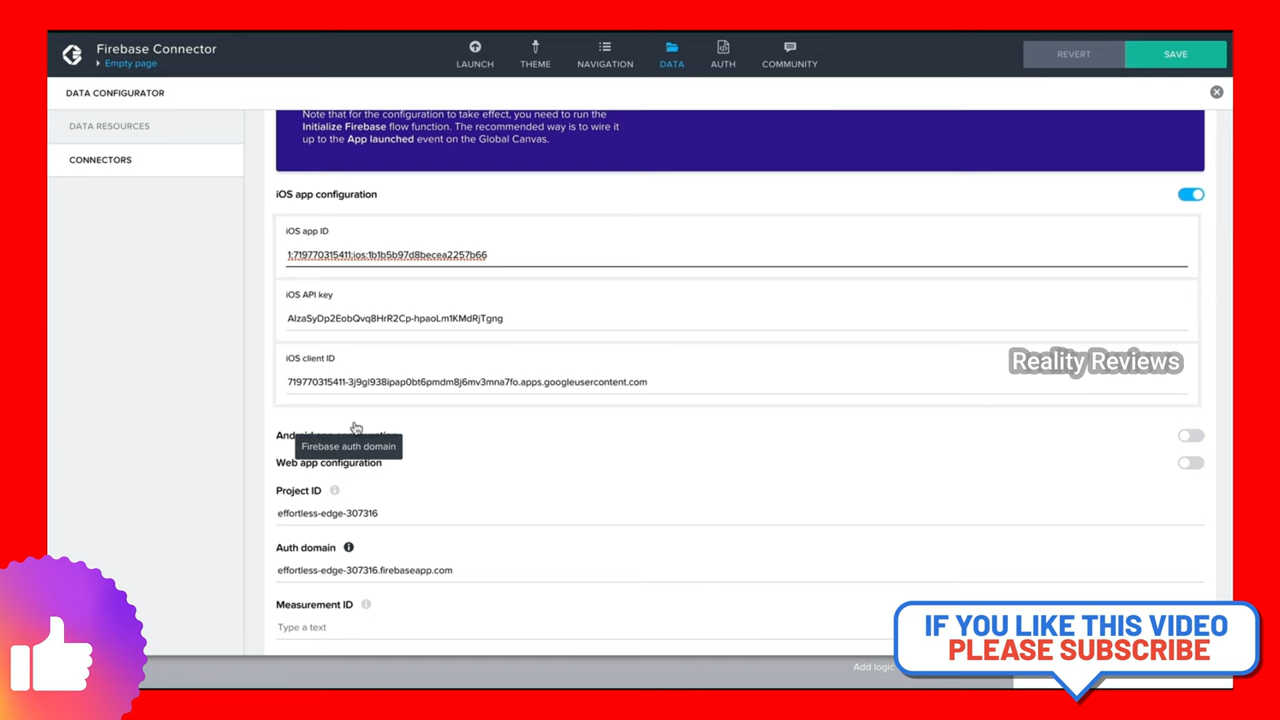 Firebase Connector
Empty page
LAUNCH
THEME
NAVIGATION
DATA
AUTH
COMMUNITY
REVERT
SAVE
DATA CONFIGURATOR
DATA RESOURCES
CONNECTORS
Note that for the configuration to take effect, you need to run the
Initialize Firebase flow function. The recommended way is to wire it
up to the App launched event on the Global Canvas.
iOS app configuration
iOS app ID
1:719770315411:ios:1b1b5b97d8becea2257b66
iOS API key
AIzaSyDp2EobQvq8HrR2Cp-hpaoLm1KMdRjTgng
iOS client ID
719770315411-3j9gl938ipap0bt6pmdm8j6mv3mna7fo.apps.googleusercontent.com
Reality Reviews
Firebase auth domain
Web app configuration
Project ID
effortless-edge-307316
Auth domain
effortless-edge-307316.firebaseapp.com
Measurement ID
Type a text
Add logic
IF YOU LIKE THIS VIDEO
PLEASE SUBSCRIBE